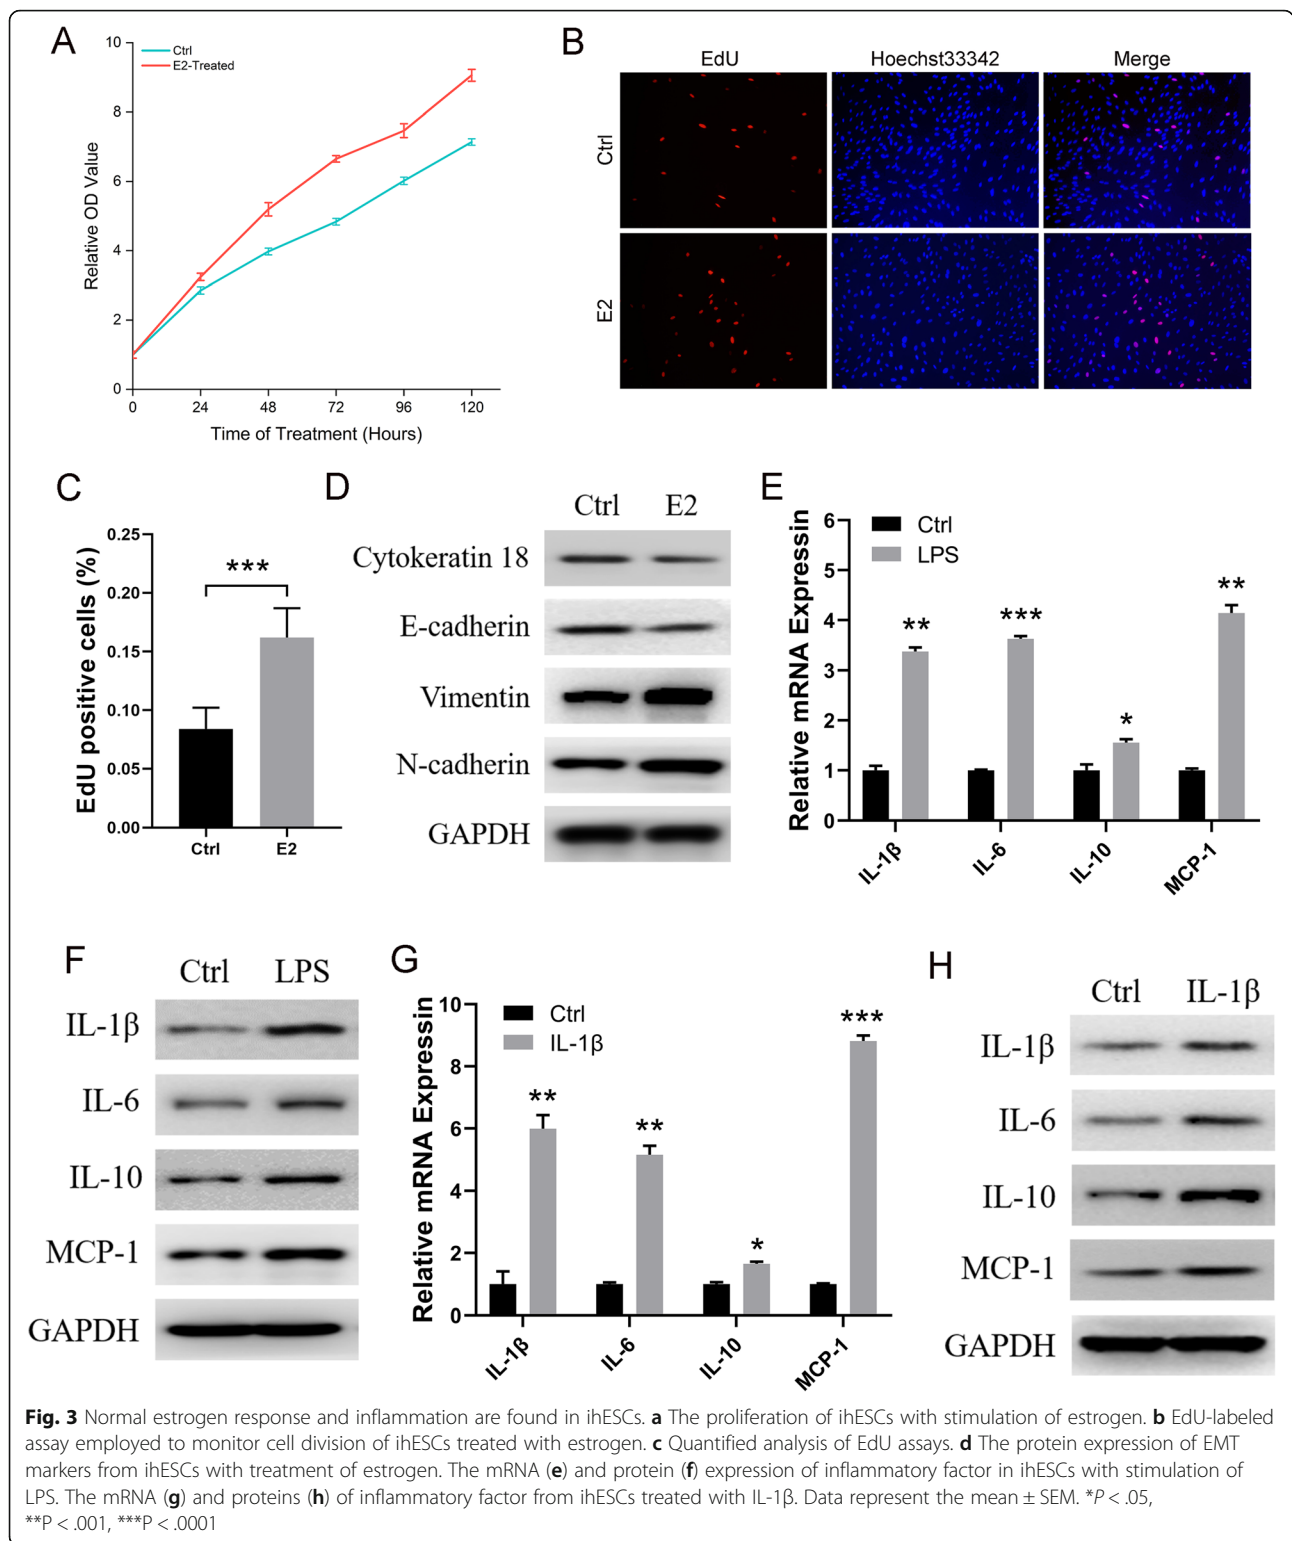 A
Ctrl
E2-Treated
Relative OD Value
10
8
6
4
2
0
0 24 48 72 96 120
Time of Treatment (Hours)
B
EdU Hoechst33342 Merge
Ctrl
E2
C
EdU positive cells (%)
0.25
0.20
0.15
0.10
0.05
0.00
***
Ctrl E2
D
Ctrl E2
Cytokeratin 18
E-cadherin
Vimentin
N-cadherin
GAPDH
E
Relative mRNA Expressin
6
5
4
3
2
1
0
Ctrl
LPS
** *** * **
IL-1β IL-6 IL-10 MCP-1
F
Ctrl LPS
IL-1β
IL-6
IL-10
MCP-1
GAPDH
G
Relative mRNA Expressin
10
8
6
4
2
0
Ctrl
IL-1β
** ** * ***
IL-1β IL-6 IL-10 MCP-1
H
Ctrl IL-1β
IL-1β
IL-6
IL-10
MCP-1
GAPDH
Fig. 3 Normal estrogen response and inflammation are found in ihESCs. a The proliferation of ihESCs with stimulation of estrogen. b EdU-labeled
assay employed to monitor cell division of ihESCs treated with estrogen. c Quantified analysis of EdU assays. d The protein expression of EMT
markers from ihESCs with treatment of estrogen. The mRNA (e) and protein (f) expression of inflammatory factor in ihESCs with stimulation of
LPS. The mRNA (g) and proteins (h) of inflammatory factor from ihESCs treated with IL-1β. Data represent the mean ± SEM. *P < .05,
**P < .001, ***P < .0001